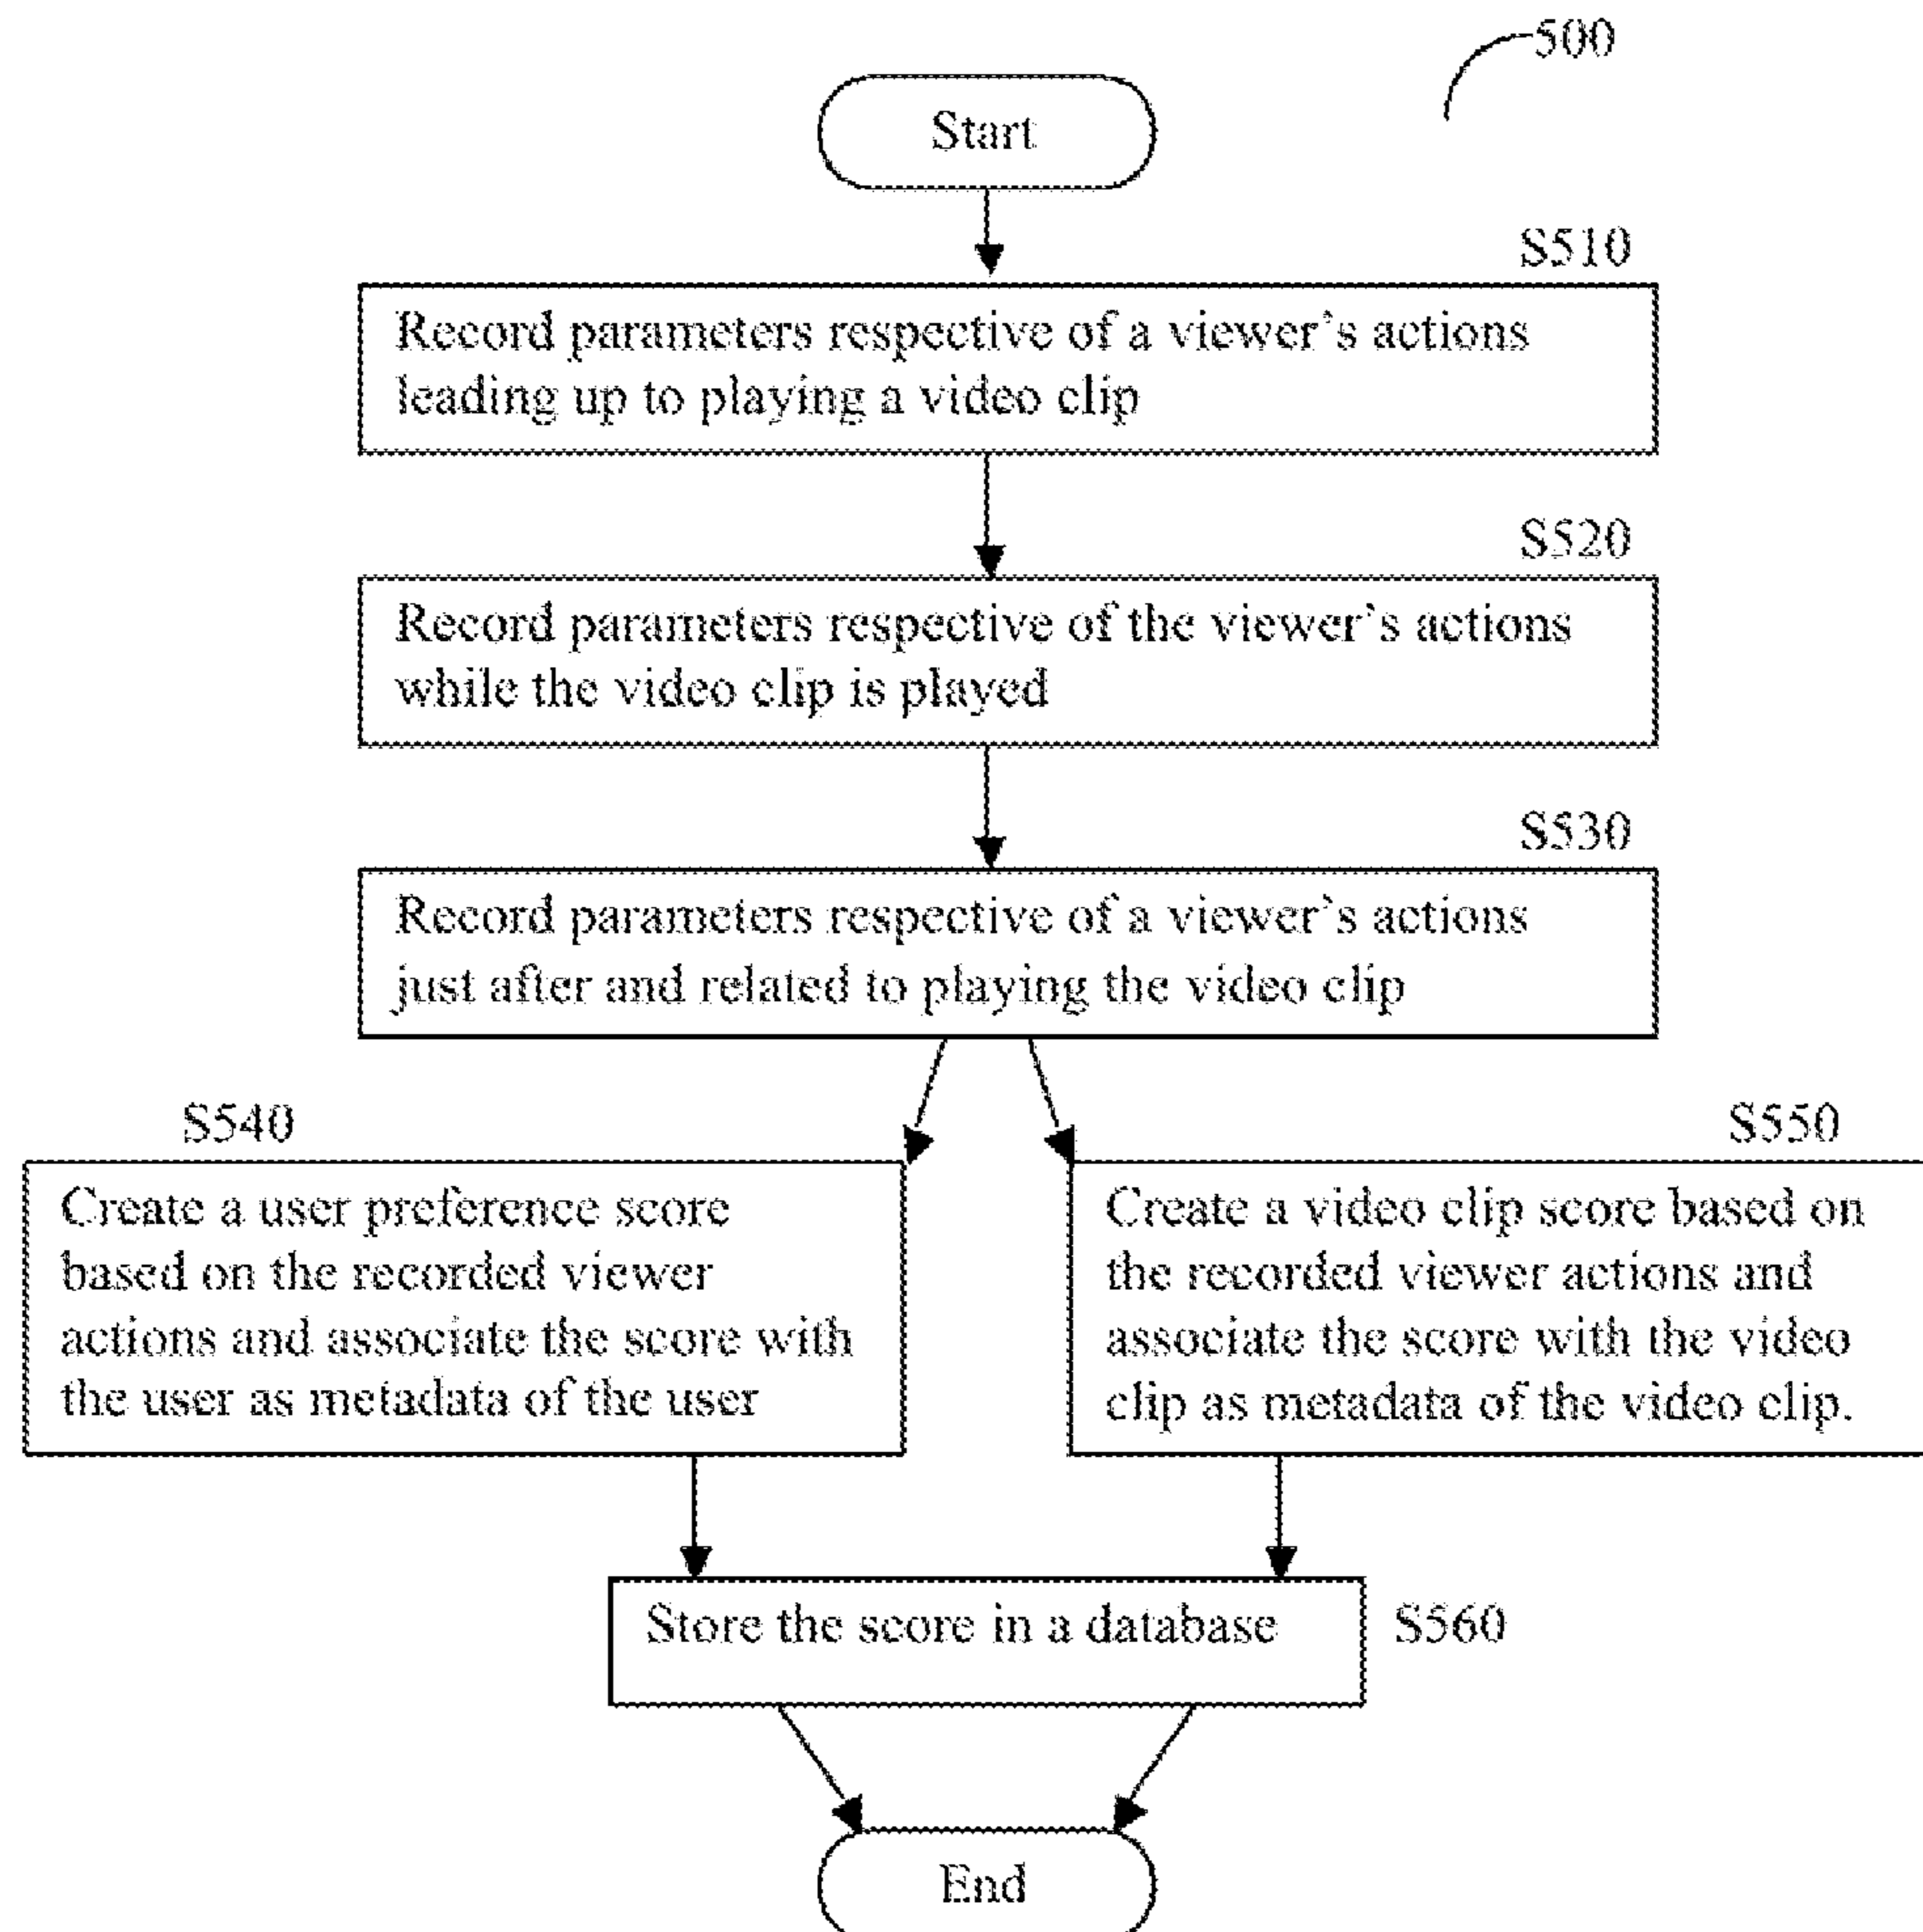 500
Start
S510
Record parameters respective of a viewer's actions
leading up to playing a video clip
S520
Record parameters respective of the viewer's actions
while the video clip is played
S530
Record parameters respective of a viewer's actions
just after and related to playing the video clip
S540
Create a user preference score
based on the recorded viewer
actions and associate the score with
the user as metadata of the user
S550
Create a video clip score based on
the recorded viewer actions and
associate the score with the video
clip as metadata of the video clip.
Store the score in a database
S560
End